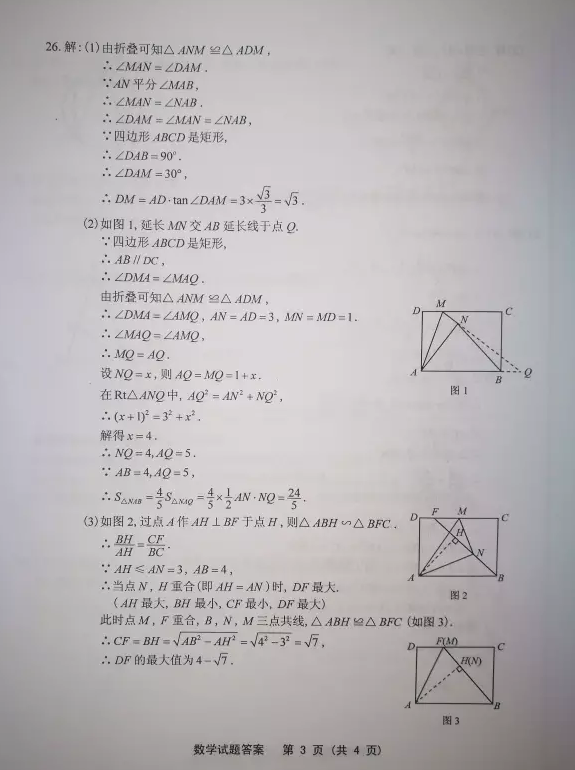 26. 解:(1)由折叠可知△ANM ≌△ADM,
∴∠MAN=∠DAM.
∵AN 平分∠MAB,
∴∠MAN=∠NAB.
∴∠DAM=∠MAN=∠NAB,
∵四边形 ABCD 是矩形,
∴∠DAB=90°.
∴∠DAM=30°,
∴DM=AD·tan∠DAM=3×√3/3=√3.
(2)如图 1, 延长 MN 交 AB 延长线于点 Q.
∵四边形 ABCD 是矩形,
∴AB∥DC,
∴∠DMA=∠MAQ.
由折叠可知△ANM ≌△ADM,
∴∠DMA=∠AMQ, AN=AD=3, MN=MD=1.
∴∠MAQ=∠AMQ,
∴MQ=AQ.
设 NQ=x, 则 AQ=MQ=1+x.
在 Rt△ANQ 中, AQ²=AN²+NQ²,
∴(x+1)²=3²+x².
解得 x=4.
∴NQ=4, AQ=5.
∵AB=4, AQ=5,
∴S△NAB=4/5 S△NAQ=4/5×1/2 AN·NQ=24/5.
D M C
N
A B Q
图 1
(3)如图 2, 过点 A 作 AH⊥BF 于点 H, 则△ABH∽△BFC.
∴BH/AH=CF/BC.
∵AH≤AN=3, AB=4,
∴当点 N, H 重合(即 AH=AN)时, DF 最大.
(AH 最大, BH 最小, CF 最小, DF 最大)
此时点 M, F 重合, B, N, M 三点共线, △ABH≌△BFC (如图 3).
∴CF=BH=√(AB²−AH²)=√(4²−3²)=√7,
∴DF 的最大值为 4−√7.
D F M C
H
N
A B
图 2
D F(M) C
H(N)
A B
图 3
数学试题答案 第 3 页 (共 4 页)